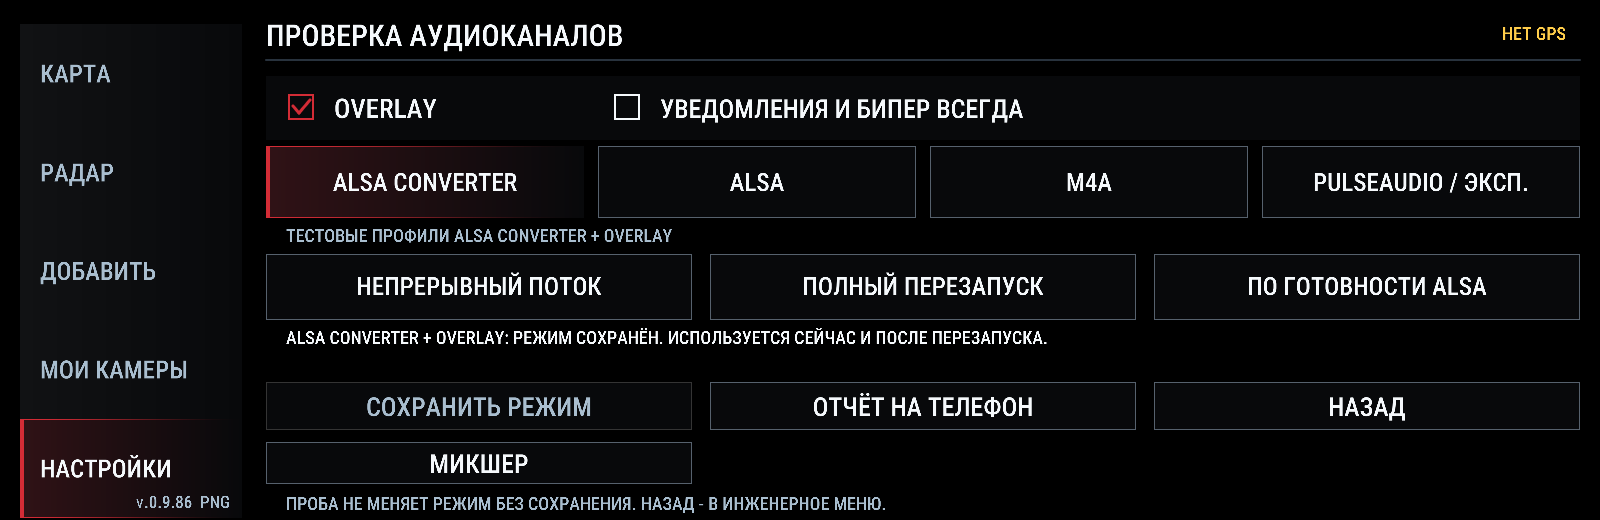 ПРОВЕРКА АУДИОКАНАЛОВ
НЕТ GPS
КАРТА
РАДАР
ДОБАВИТЬ
МОИ КАМЕРЫ
НАСТРОЙКИ
v.0.9.86 PNG
OVERLAY
УВЕДОМЛЕНИЯ И БИПЕР ВСЕГДА
ALSA CONVERTER
ALSA
M4A
PULSEAUDIO / ЭКСП.
ТЕСТОВЫЕ ПРОФИЛИ ALSA CONVERTER + OVERLAY
НЕПРЕРЫВНЫЙ ПОТОК
ПОЛНЫЙ ПЕРЕЗАПУСК
ПО ГОТОВНОСТИ ALSA
ALSA CONVERTER + OVERLAY: РЕЖИМ СОХРАНЁН. ИСПОЛЬЗУЕТСЯ СЕЙЧАС И ПОСЛЕ ПЕРЕЗАПУСКА.
СОХРАНИТЬ РЕЖИМ
ОТЧЁТ НА ТЕЛЕФОН
НАЗАД
МИКШЕР
ПРОБА НЕ МЕНЯЕТ РЕЖИМ БЕЗ СОХРАНЕНИЯ. НАЗАД - В ИНЖЕНЕРНОЕ МЕНЮ.